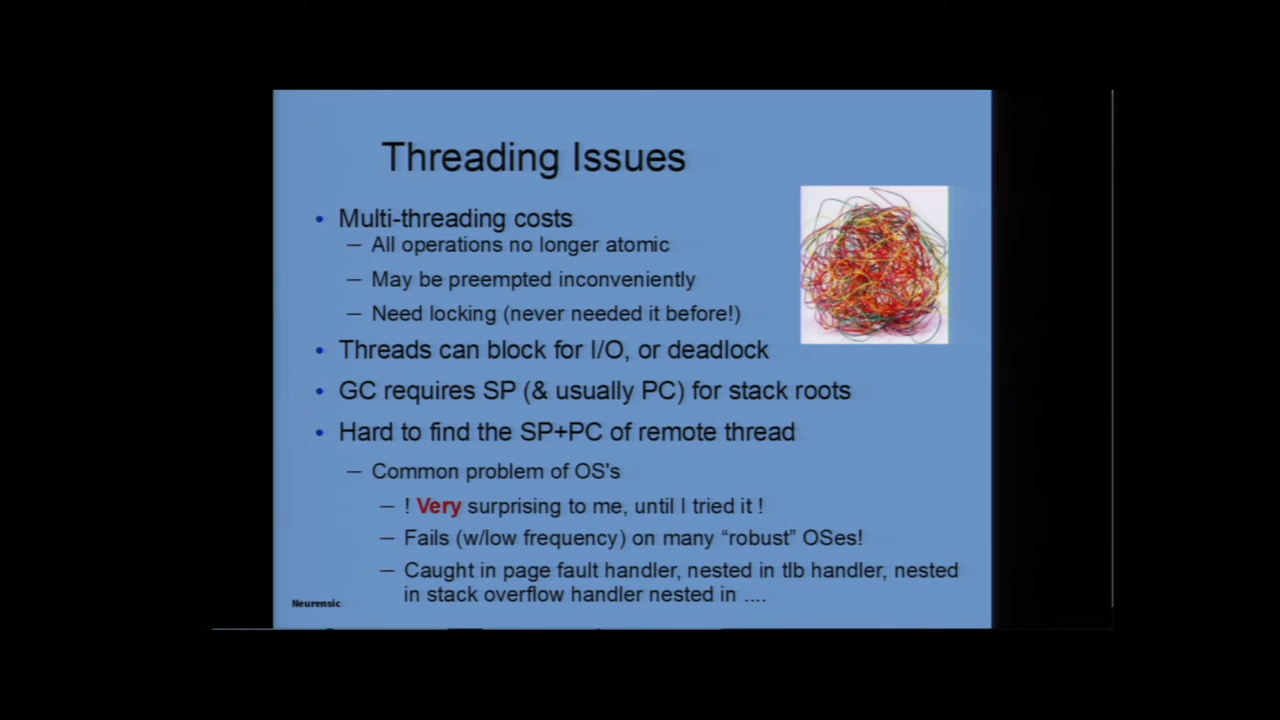 Threading Issues
• Multi-threading costs
– All operations no longer atomic
– May be preempted inconveniently
– Need locking (never needed it before!)
• Threads can block for I/O, or deadlock
• GC requires SP (& usually PC) for stack roots
• Hard to find the SP+PC of remote thread
– Common problem of OS's
– ! Very surprising to me, until I tried it !
– Fails (w/low frequency) on many “robust” OSes!
– Caught in page fault handler, nested in tlb handler, nested
in stack overflow handler nested in ....
Neurensic